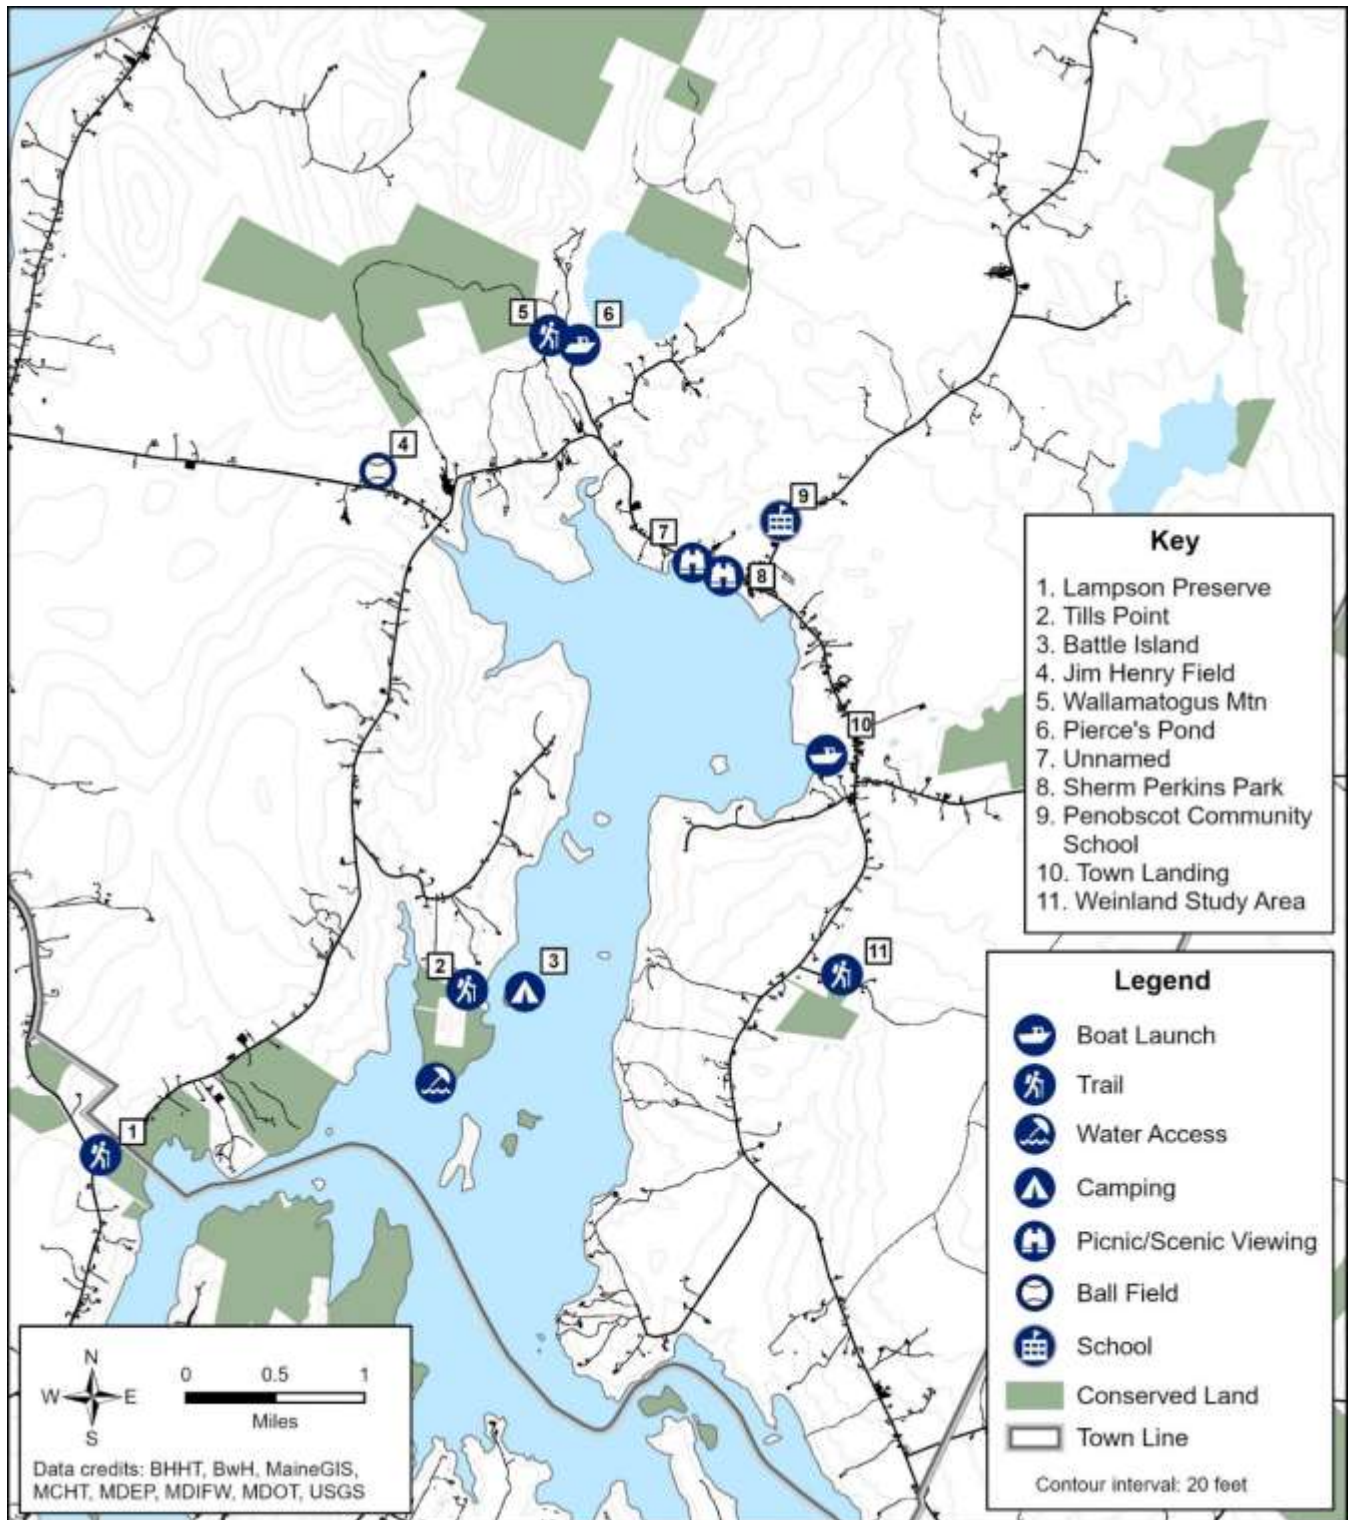 5
6
4
9
7
8
10
11
2
3
1
Key
1. Lampson Preserve
2. Tills Point
3. Battle Island
4. Jim Henry Field
5. Wallamatogus Mtn
6. Pierce's Pond
7. Unnamed
8. Sherm Perkins Park
9. Penobscot Community
School
10. Town Landing
11. Weinland Study Area
Legend
Boat Launch
Trail
Water Access
Camping
Picnic/Scenic Viewing
Ball Field
School
Conserved Land
Town Line
Contour interval: 20 feet
N
W E
S
0 0.5 1
Miles
Data credits: BHHT, BwH, MaineGIS,
MCHT, MDEP, MDIFW, MDOT, USGS